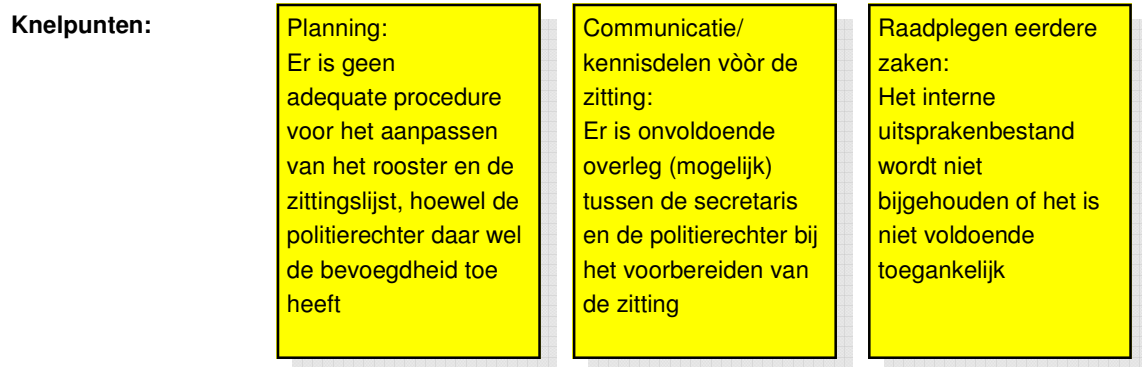 Knelpunten:
Planning:
Er is geen
adequate procedure
voor het aanpassen
van het rooster en de
zittingslijst, hoewel de
politierechter daar wel
de bevoegdheid toe
heeft
Communicatie/
kennisdelen vòòr de
zitting:
Er is onvoldoende
overleg (mogelijk)
tussen de secretaris
en de politierechter bij
het voorbereiden van
de zitting
Raadplegen eerdere
zaken:
Het interne
uitsprakenbestand
wordt niet
bijgehouden of het is
niet voldoende
toegankelijk